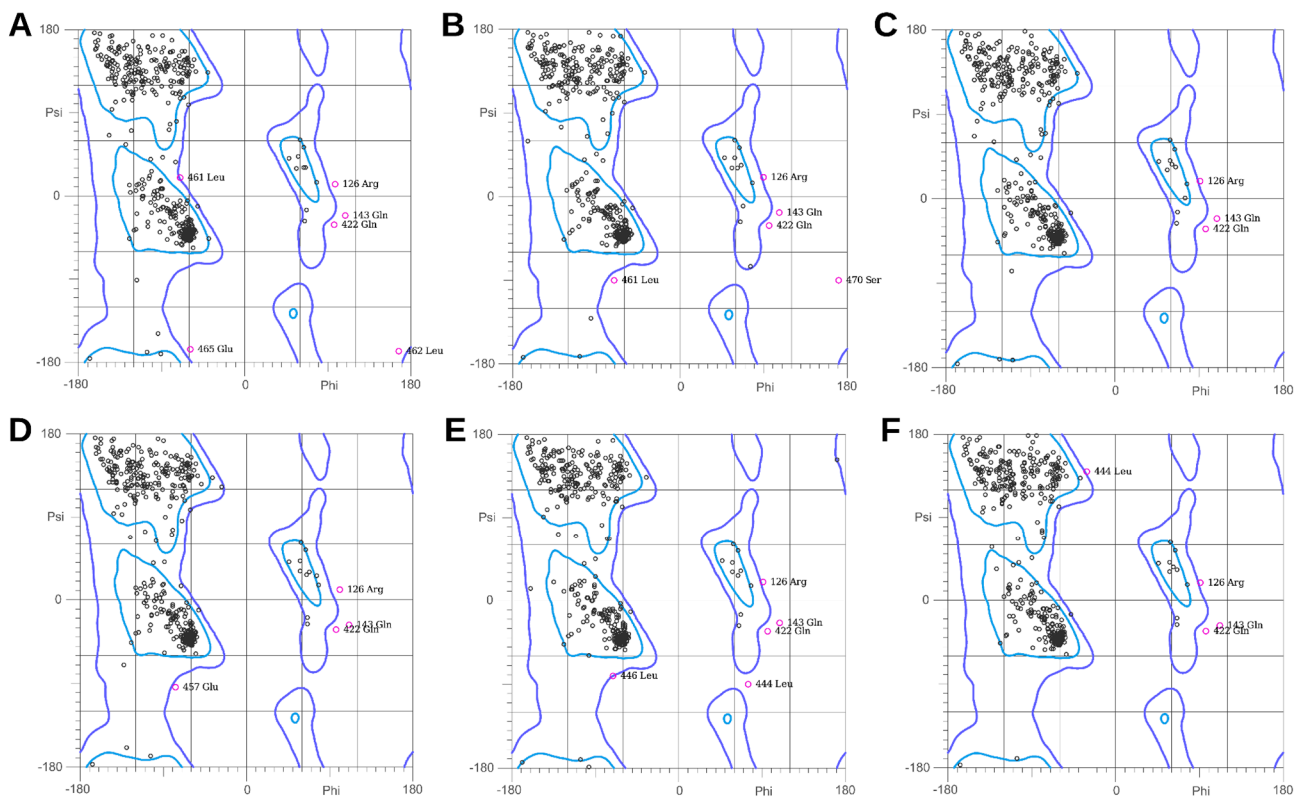 A
180
Psi
0
-180
461 Leu
126 Arg
143 Gln
422 Gln
465 Glu
462 Leu
-180
0
Phi
180
B
180
Psi
0
-180
126 Arg
143 Gln
422 Gln
461 Leu
470 Ser
-180
0
Phi
180
C
180
Psi
0
-180
126 Arg
143 Gln
422 Gln
-180
0
Phi
180
D
180
Psi
0
-180
126 Arg
143 Gln
422 Gln
457 Glu
-180
0
Phi
180
E
180
Psi
0
-180
126 Arg
143 Gln
422 Gln
446 Leu
444 Leu
-180
0
Phi
180
F
180
Psi
0
-180
444 Leu
126 Arg
143 Gln
422 Gln
-180
0
Phi
180